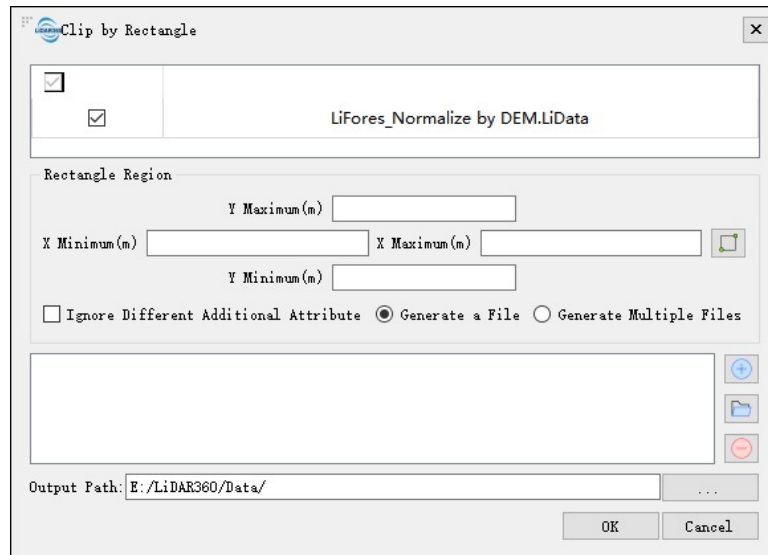 LiDAR360 Clip by Rectangle
LiFores_Normalize by DEM.LiData
Rectangle Region
Y Maximum(m)
X Minimum(m) X Maximum(m)
Y Minimum(m)
Ignore Different Additional Attribute Generate a File Generate Multiple Files
Output Path: E:/LiDAR360/Data/ ...
OK Cancel